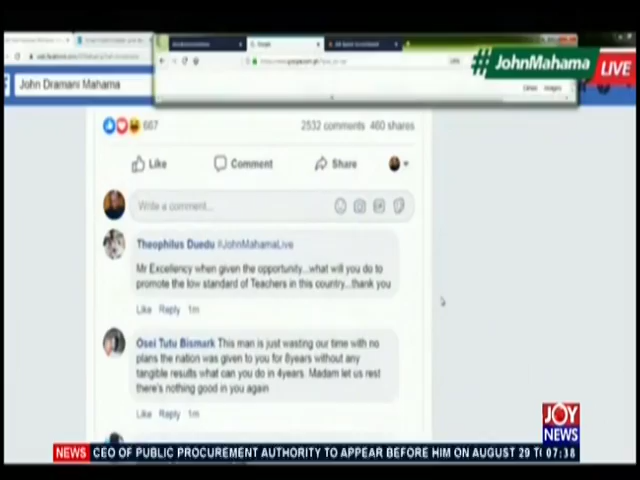 Google
#JohnMahama
LIVE
John Dramani Mahama
667
2532 comments 460 shares
Like Comment Share
Write a comment...
Theophilus Duedu #JohnMahamaLive
Mr Excellency when given the opportunity...what will you do to
promote the low standard of Teachers in this country...thank you
Like Reply 1m
Osei Tutu Bismark This man is just wasting our time with no
plans the nation was given to you for 8years without any
tangible results what can you do in 4years. Madam let us rest
there's nothing good in you again
Like Reply 1m
JOY
NEWS
NEWS CEO OF PUBLIC PROCUREMENT AUTHORITY TO APPEAR BEFORE HIM ON AUGUST 29 07:38